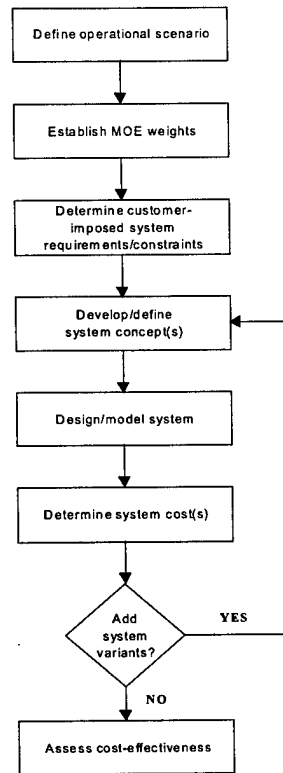 Define operational scenario
Establish MOE weights
Determine customer-
imposed system
requirements/constraints
Develop/define
system concept(s)
Design/model system
Determine system cost(s)
Add
system
variants?
YES
NO
Assess cost-effectiveness